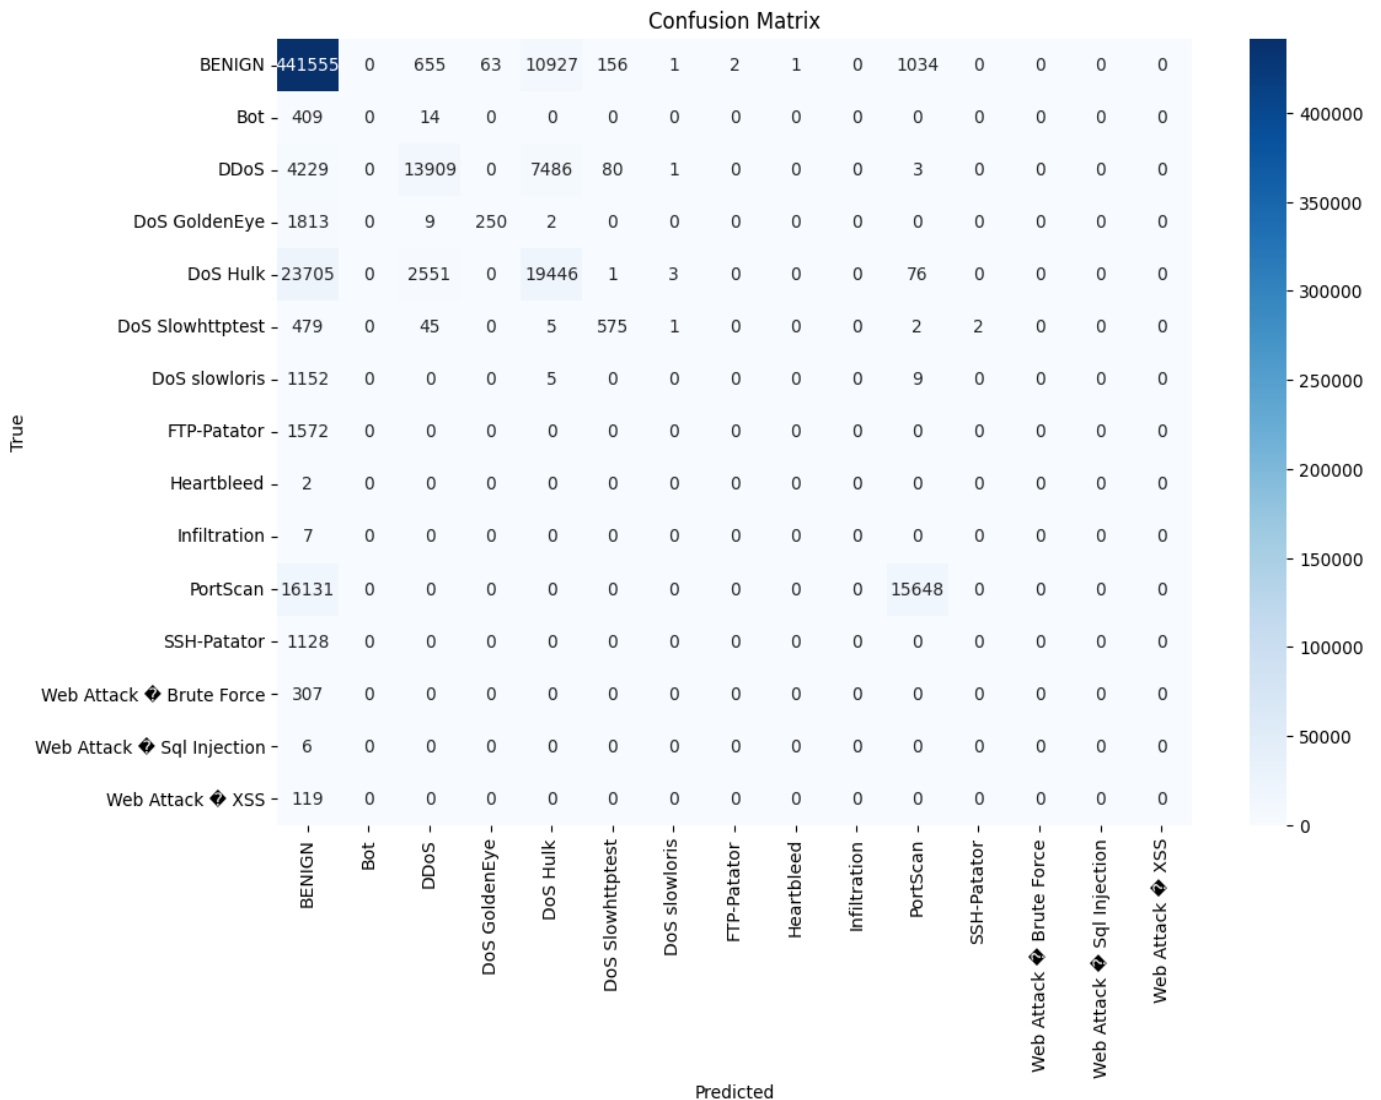 Confusion Matrix
BENIGN 441555 0 655 63 10927 156 1 2 1 0 1034 0 0 0 0
Bot 409 0 14 0 0 0 0 0 0 0 0 0 0 0 0
DDoS 4229 0 13909 0 7486 80 1 0 0 0 3 0 0 0 0
DoS GoldenEye 1813 0 9 250 2 0 0 0 0 0 0 0 0 0 0
DoS Hulk 23705 0 2551 0 19446 1 3 0 0 0 76 0 0 0 0
DoS Slowhttptest 479 0 45 0 5 575 1 0 0 0 2 2 0 0 0
DoS slowloris 1152 0 0 0 5 0 0 0 0 0 9 0 0 0 0
FTP-Patator 1572 0 0 0 0 0 0 0 0 0 0 0 0 0 0
Heartbleed 2 0 0 0 0 0 0 0 0 0 0 0 0 0 0
Infiltration 7 0 0 0 0 0 0 0 0 0 0 0 0 0 0
PortScan 16131 0 0 0 0 0 0 0 0 0 15648 0 0 0 0
SSH-Patator 1128 0 0 0 0 0 0 0 0 0 0 0 0 0 0
Web Attack � Brute Force 307 0 0 0 0 0 0 0 0 0 0 0 0 0 0
Web Attack � Sql Injection 6 0 0 0 0 0 0 0 0 0 0 0 0 0 0
Web Attack � XSS 119 0 0 0 0 0 0 0 0 0 0 0 0 0 0
True
BENIGN
Bot
DDoS
DoS GoldenEye
DoS Hulk
DoS Slowhttptest
DoS slowloris
FTP-Patator
Heartbleed
Infiltration
PortScan
SSH-Patator
Web Attack � Brute Force
Web Attack � Sql Injection
Web Attack � XSS
Predicted
400000
350000
300000
250000
200000
150000
100000
50000
0